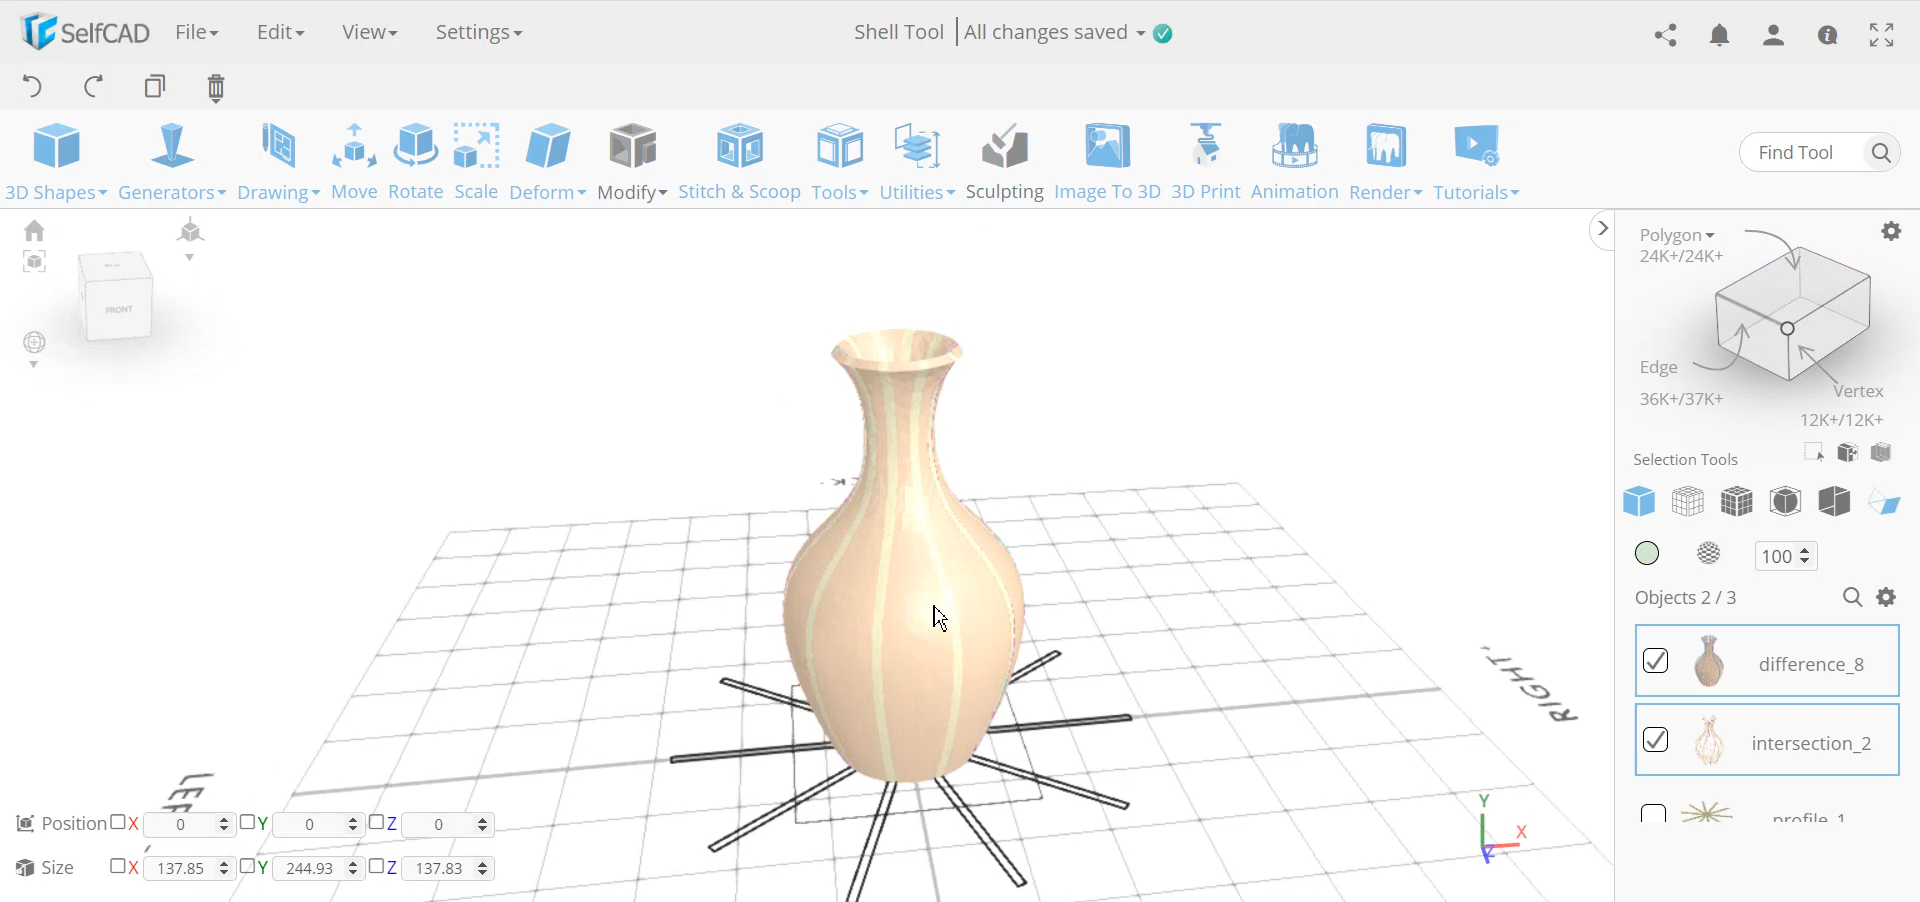 SelfCAD File Edit View Settings Shell Tool All changes saved
3D Shapes Generators Drawing Move Rotate Scale Deform Modify Stitch & Scoop Tools Utilities Sculpting Image To 3D 3D Print Animation Render Tutorials Find Tool
TOP
FRONT
Polygon
24K+/24K+
Edge
36K+/37K+
Vertex
12K+/12K+
Selection Tools
100
Objects 2 / 3
difference_8
intersection_2
profile_1
RIGHT
Position X 0 Y 0 Z 0
Size X 137.85 Y 244.93 Z 137.83
Y
X
Z